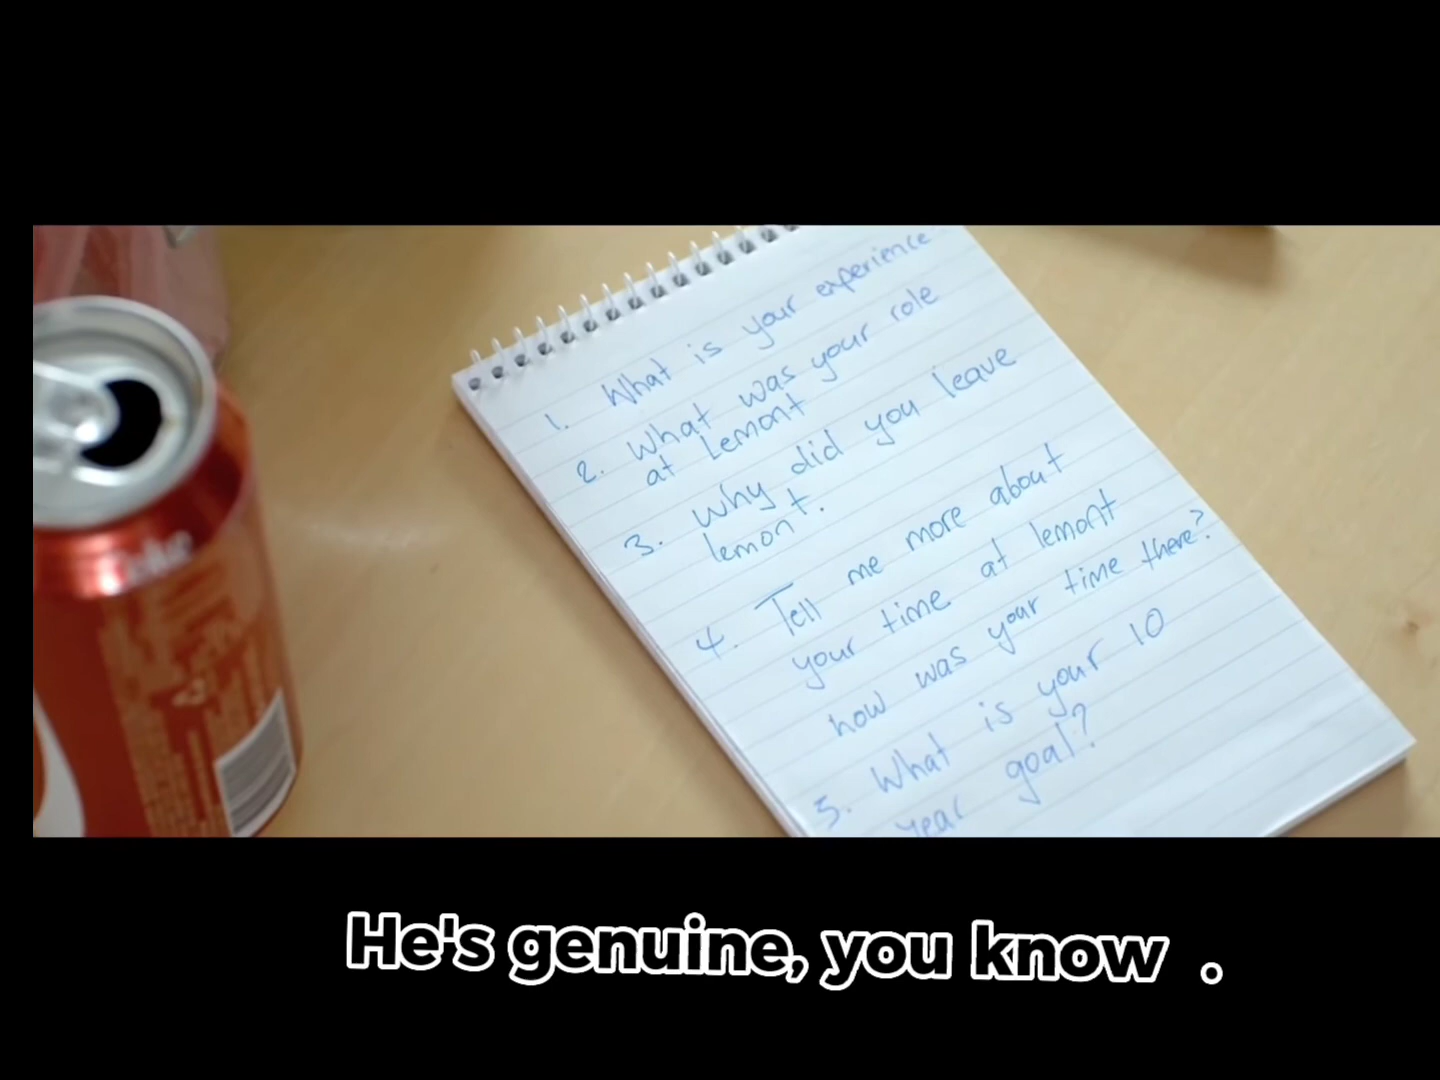 1. What is your experience
2. What was your role
at Lemont
3. Why did you leave
lemont.
4. Tell me more about
your time at lemont
how was your time there?
5. What is your 10
year goal?
He's genuine, you know .